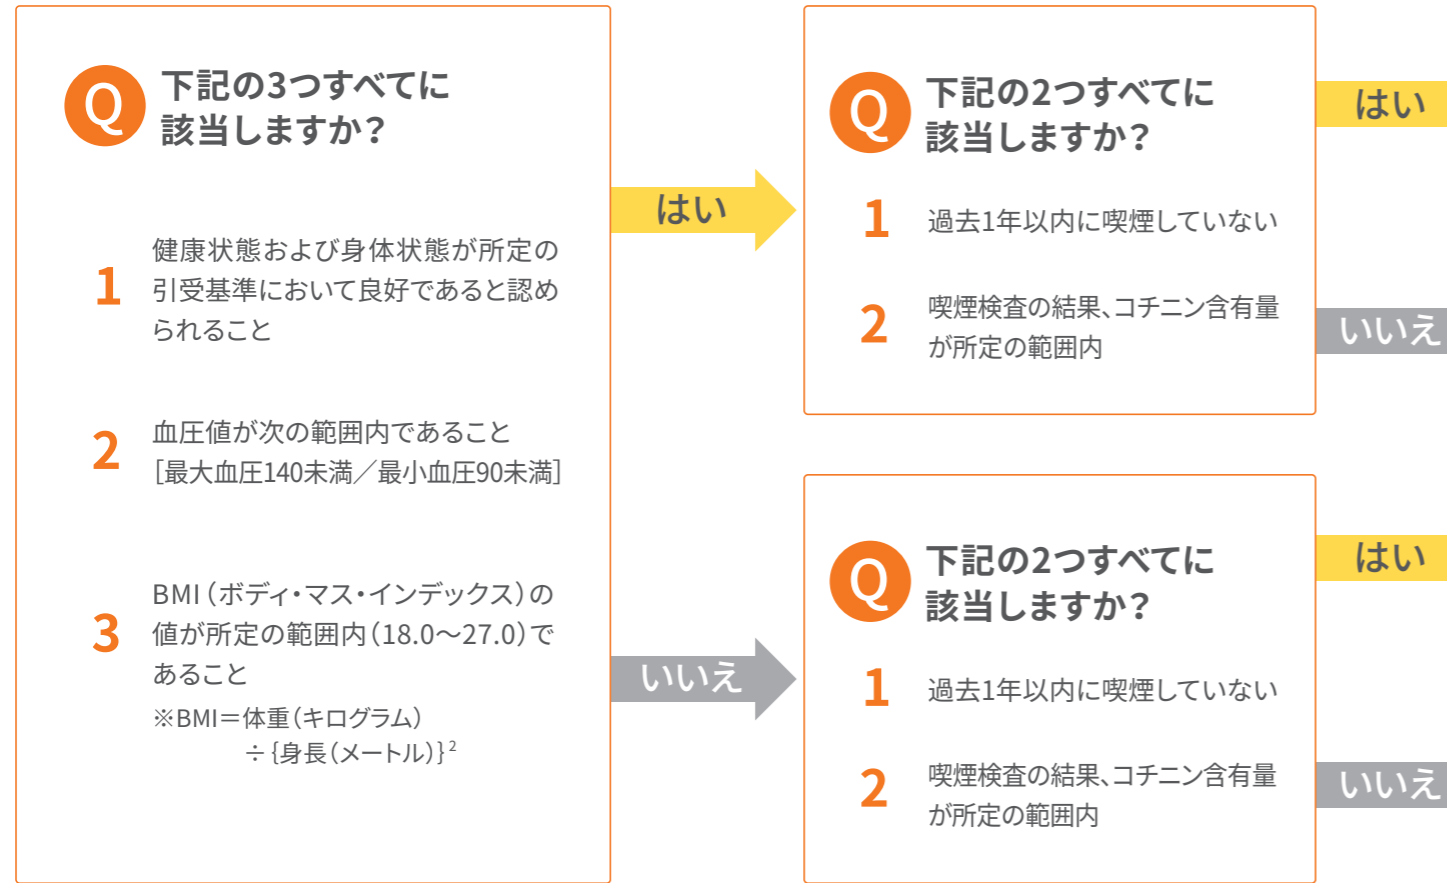 Q
下記の3つすべてに
該当しますか?
1
健康状態および身体状態が所定の
引受基準において良好であると認め
られること
2
血圧値が次の範囲内であること
[最大血圧140未満／最小血圧90未満]
3
BMI(ボディ・マス・インデックス)の
値が所定の範囲内(18.0〜27.0)で
あること
※BMI＝体重(キログラム)
÷{身長(メートル)}²
はい
いいえ
Q
下記の2つすべてに
該当しますか?
1
過去1年以内に喫煙していない
2
喫煙検査の結果、コチニン含有量
が所定の範囲内
はい
いいえ
Q
下記の2つすべてに
該当しますか?
1
過去1年以内に喫煙していない
2
喫煙検査の結果、コチニン含有量
が所定の範囲内
はい
いいえ